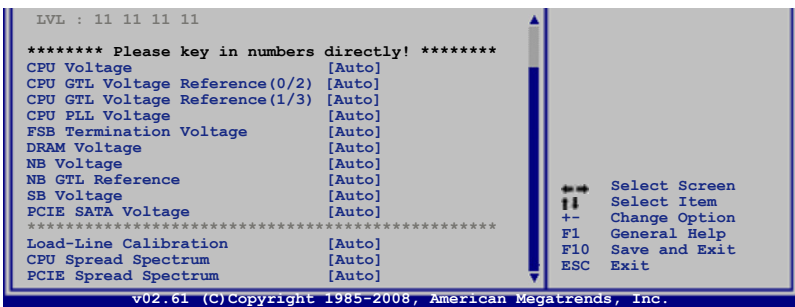 LVL : 11 11 11 11
******** Please key in numbers directly! ********
CPU Voltage [Auto]
CPU GTL Voltage Reference(0/2) [Auto]
CPU GTL Voltage Reference(1/3) [Auto]
CPU PLL Voltage [Auto]
FSB Termination Voltage [Auto]
DRAM Voltage [Auto]
NB Voltage [Auto]
NB GTL Reference [Auto]
SB Voltage [Auto]
PCIE SATA Voltage [Auto]
**************************************************
Load-Line Calibration [Auto]
CPU Spread Spectrum [Auto]
PCIE Spread Spectrum [Auto]
←→ Select Screen
↑↓ Select Item
+- Change Option
F1 General Help
F10 Save and Exit
ESC Exit
v02.61 (C)Copyright 1985-2008, American Megatrends, Inc.